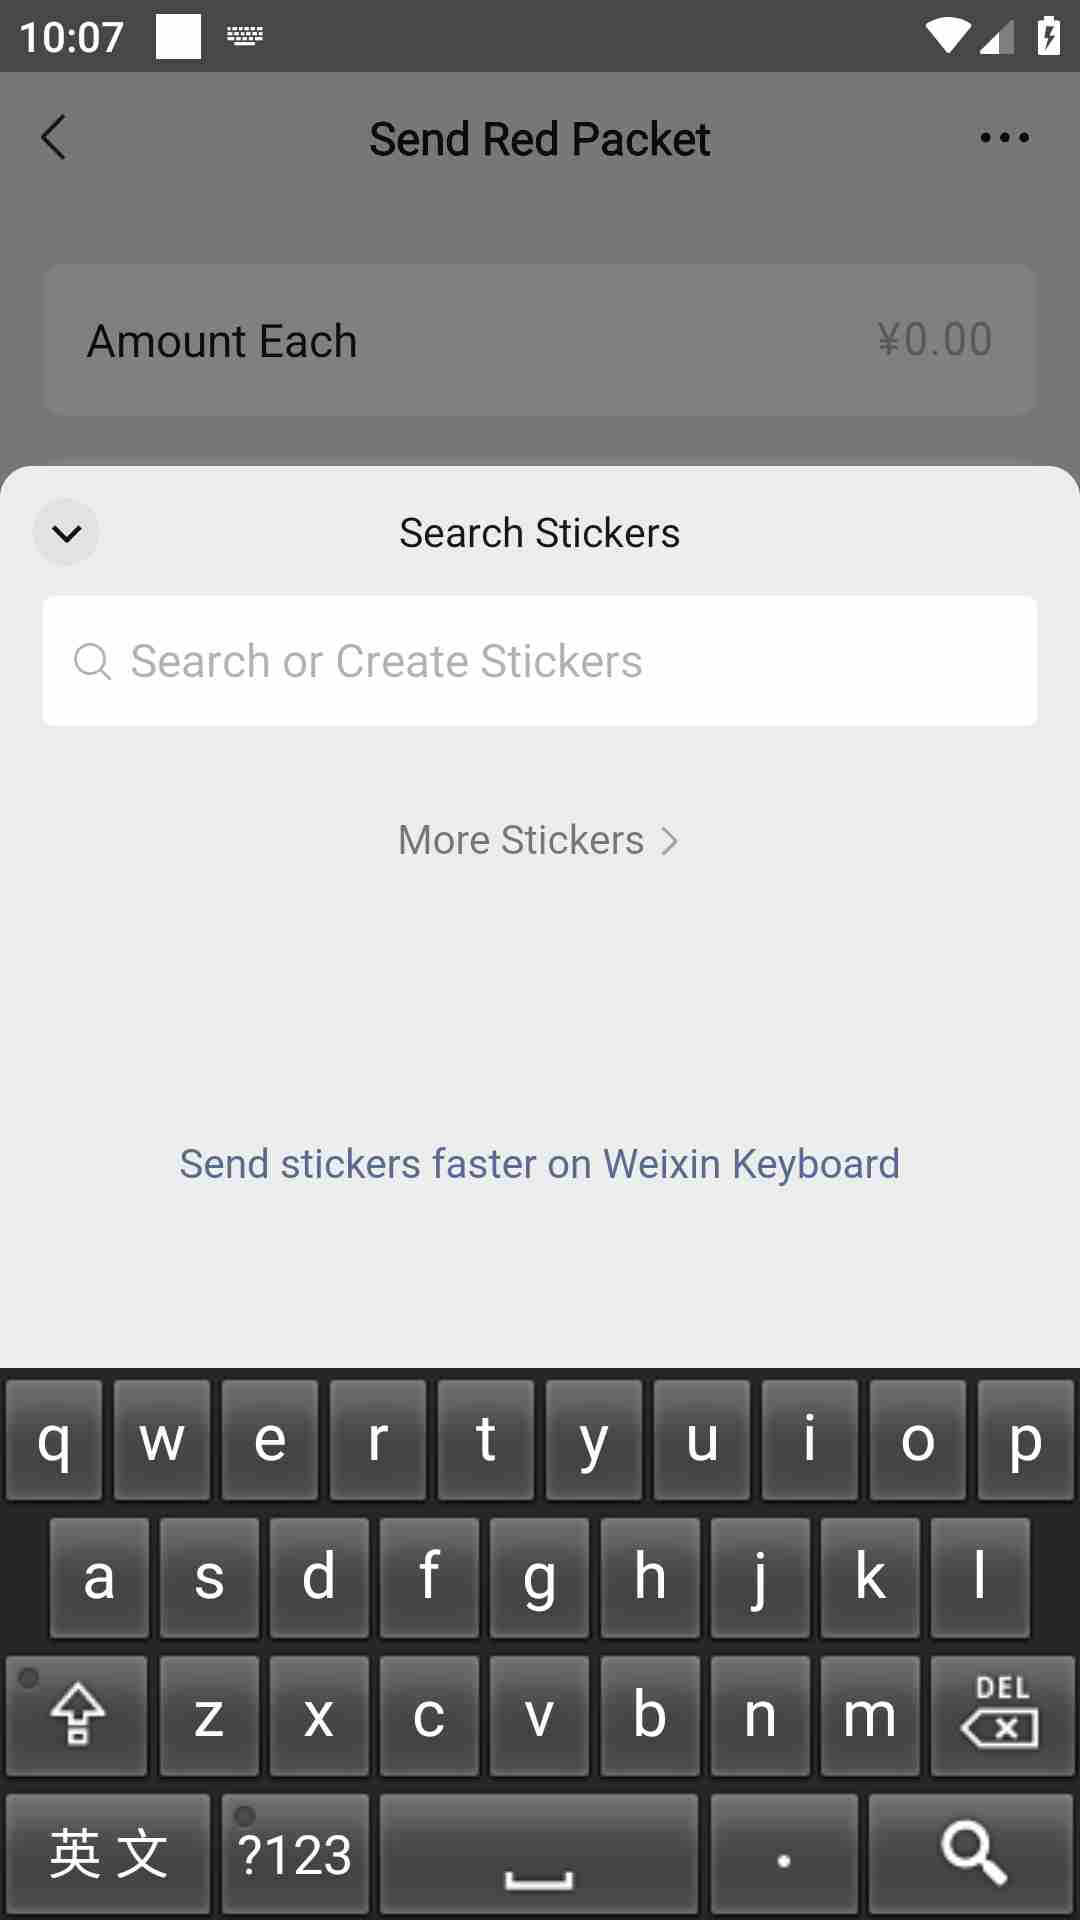 10:07
Send Red Packet
Amount Each
¥0.00
Search Stickers
Search or Create Stickers
More Stickers
Send stickers faster on Weixin Keyboard
q w e r t y u i o p
a s d f g h j k l
z x c v b n m DEL
英文 ?123 .